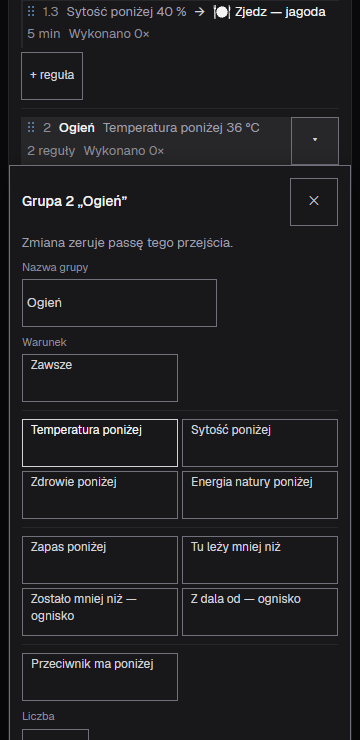 1.3 Sytość poniżej 40 % → 🍽 Zjedz — jagoda
5 min Wykonano 0×
+ reguła
2 Ogień Temperatura poniżej 36 °C
2 reguły Wykonano 0×
Grupa 2 „Ogień”
×
Zmiana zeruje passę tego przejścia.
Nazwa grupy
Ogień
Warunek
Zawsze
Temperatura poniżej
Sytość poniżej
Zdrowie poniżej
Energia natury poniżej
Zapas poniżej
Tu leży mniej niż
Zostało mniej niż —
ognisko
Z dala od — ognisko
Przeciwnik ma poniżej
Liczba